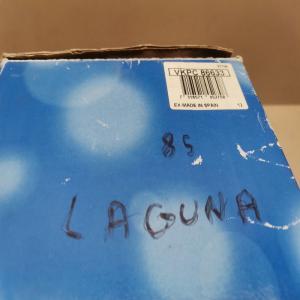 VKPC 86633
EX-MADE IN SPAIN
85
LAGUNA